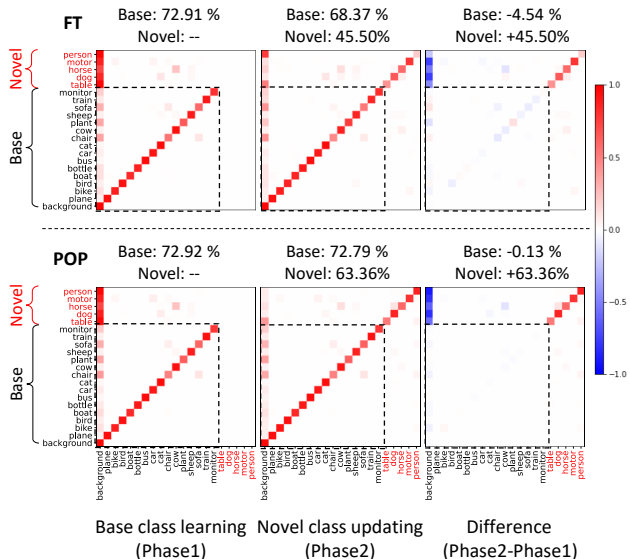 FT
Base: 72.91 %
Novel: --
Base: 68.37 %
Novel: 45.50%
Base: -4.54 %
Novel: +45.50%
Novel
Base
person
motor
horse
dog
table
monitor
train
sofa
sheep
plant
cow
chair
cat
car
bus
bottle
boat
bird
bike
plane
background
1.0
0.5
0.0
−0.5
−1.0
POP
Base: 72.92 %
Novel: --
Base: 72.79 %
Novel: 63.36%
Base: -0.13 %
Novel: +63.36%
Novel
Base
person
motor
horse
dog
table
monitor
train
sofa
sheep
plant
cow
chair
cat
car
bus
bottle
boat
bird
bike
plane
background
background
plane
bike
bird
boat
bottle
bus
car
cat
chair
cow
plant
sheep
sofa
train
monitor
table
dog
horse
motor
person
background
plane
bike
bird
boat
bottle
bus
car
cat
chair
cow
plant
sheep
sofa
train
monitor
table
dog
horse
motor
person
background
plane
bike
bird
boat
bottle
bus
car
cat
chair
cow
plant
sheep
sofa
train
monitor
table
dog
horse
motor
person
Base class learning
(Phase1)
Novel class updating
(Phase2)
Difference
(Phase2-Phase1)